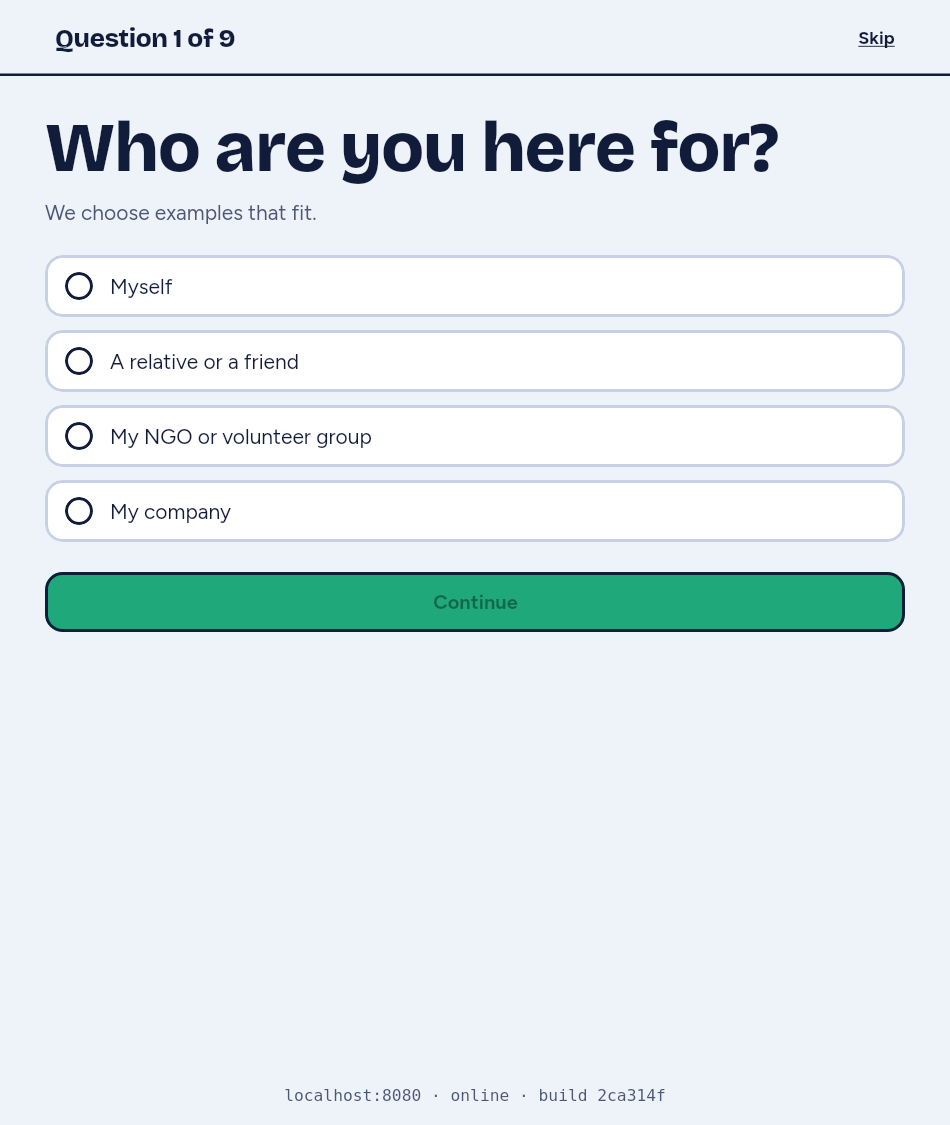 Question 1 of 9
Skip
Who are you here for?
We choose examples that fit.
Myself
A relative or a friend
My NGO or volunteer group
My company
Continue
localhost:8080 · online · build 2ca314f